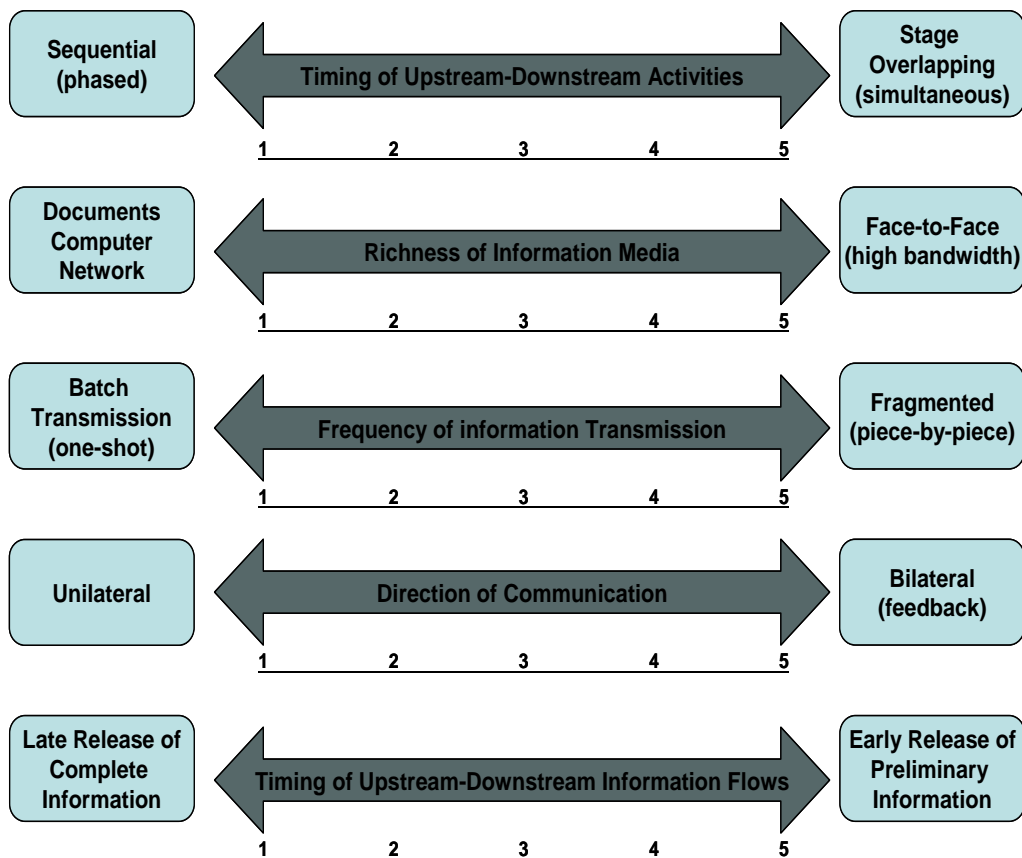 Sequential
(phased)
Timing of Upstream-Downstream Activities
Stage
Overlapping
(simultaneous)
1 2 3 4 5
Documents
Computer
Network
Richness of Information Media
Face-to-Face
(high bandwidth)
1 2 3 4 5
Batch
Transmission
(one-shot)
Frequency of information Transmission
Fragmented
(piece-by-piece)
1 2 3 4 5
Unilateral
Direction of Communication
Bilateral
(feedback)
1 2 3 4 5
Late Release of
Complete
Information
Timing of Upstream-Downstream Information Flows
Early Release of
Preliminary
Information
1 2 3 4 5